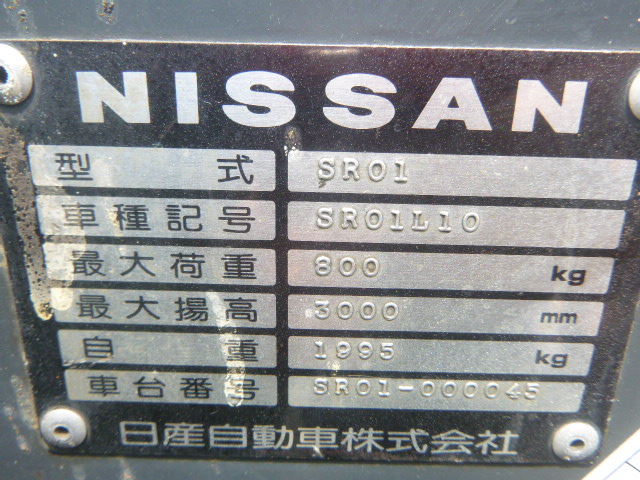 NISSAN
型式 SR01
車種記号 SR01L10
最大荷重 800 kg
最大揚高 3000 mm
自重 1995 kg
車台番号 SR01-000045
日産自動車株式会社